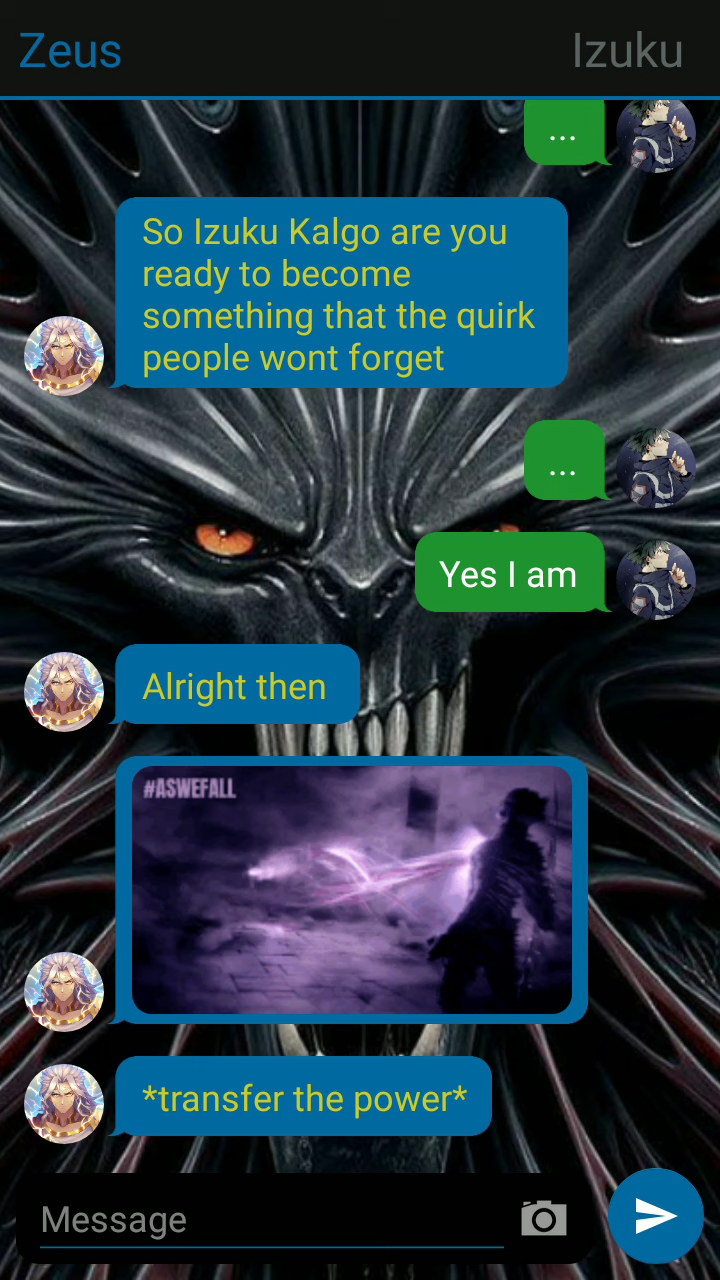 Zeus
Izuku
...
So Izuku Kalgo are you
ready to become
something that the quirk
people wont forget
...
Yes I am
Alright then
#ASWEFALL
*transfer the power*
Message